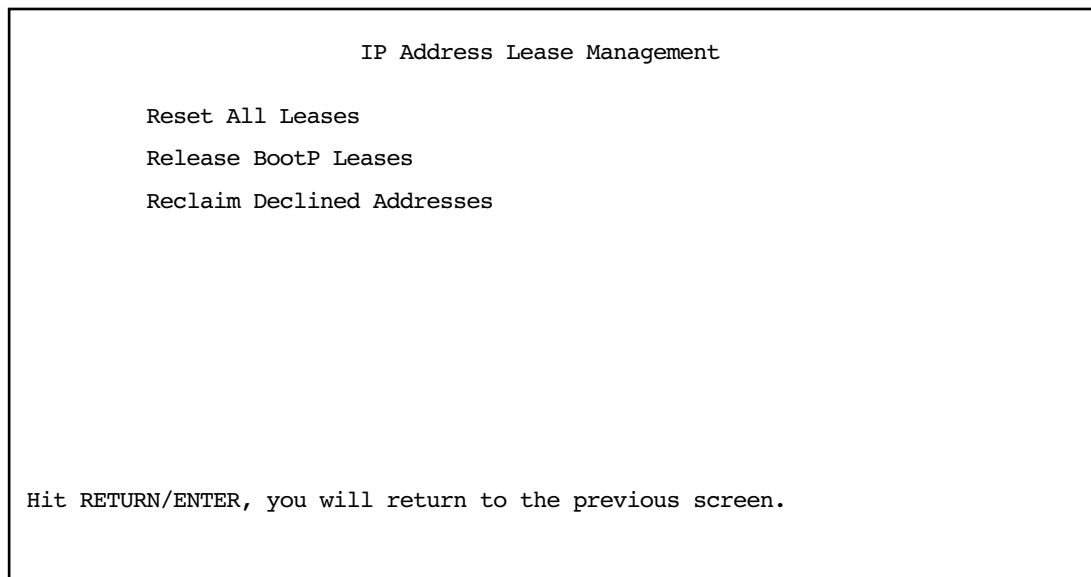 IP Address Lease Management
Reset All Leases
Release BootP Leases
Reclaim Declined Addresses
Hit RETURN/ENTER, you will return to the previous screen.